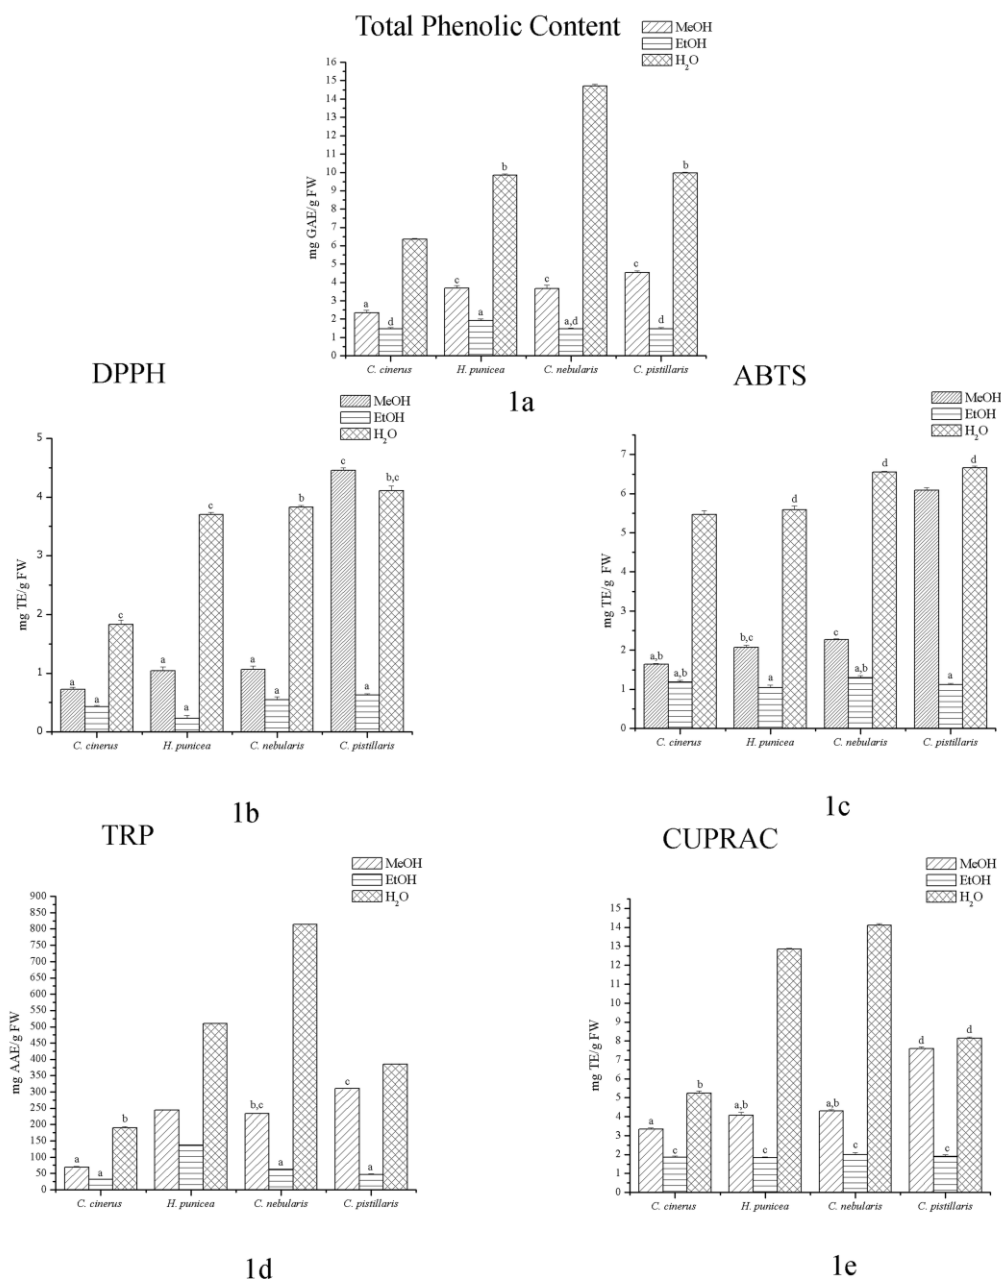 Total Phenolic Content
MeOH
EtOH
H2O
16
15
14
13
12
11
10
9
8
7
6
5
4
3
2
1
0
mg GAE/g FW
a
d
c
a
b
c
a,d
c
d
b
C. cinerus
H. punicea
C. nebularis
C. pistillaris
1a
DPPH
MeOH
EtOH
H2O
5
4
3
2
1
0
mg TE/g FW
a
a
c
a
a
c
a
a
b
c
a
b,c
C. cinerus
H. punicea
C. nebularis
C. pistillaris
1b
ABTS
MeOH
EtOH
H2O
7
6
5
4
3
2
1
0
mg TE/g FW
a,b
a,b
b,c
a
d
c
a,b
d
a
d
C. cinerus
H. punicea
C. nebularis
C. pistillaris
1c
TRP
MeOH
EtOH
H2O
900
850
800
750
700
650
600
550
500
450
400
350
300
250
200
150
100
50
0
mg AAE/g FW
a
a
b
b,c
a
c
a
C. cinerus
H. punicea
C. nebularis
C. pistillaris
1d
CUPRAC
MeOH
EtOH
H2O
15
14
13
12
11
10
9
8
7
6
5
4
3
2
1
0
mg TE/g FW
a
c
b
a,b
c
a,b
c
d
c
d
C. cinerus
H. punicea
C. nebularis
C. pistillaris
1e